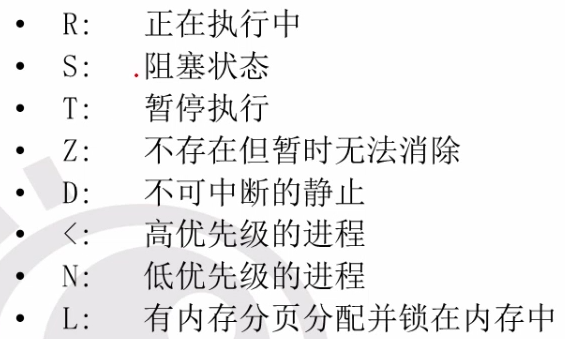 • R: 正在执行中
• S: .阻塞状态
• T: 暂停执行
• Z: 不存在但暂时无法消除
• D: 不可中断的静止
• <: 高优先级的进程
• N: 低优先级的进程
• L: 有内存分页分配并锁在内存中